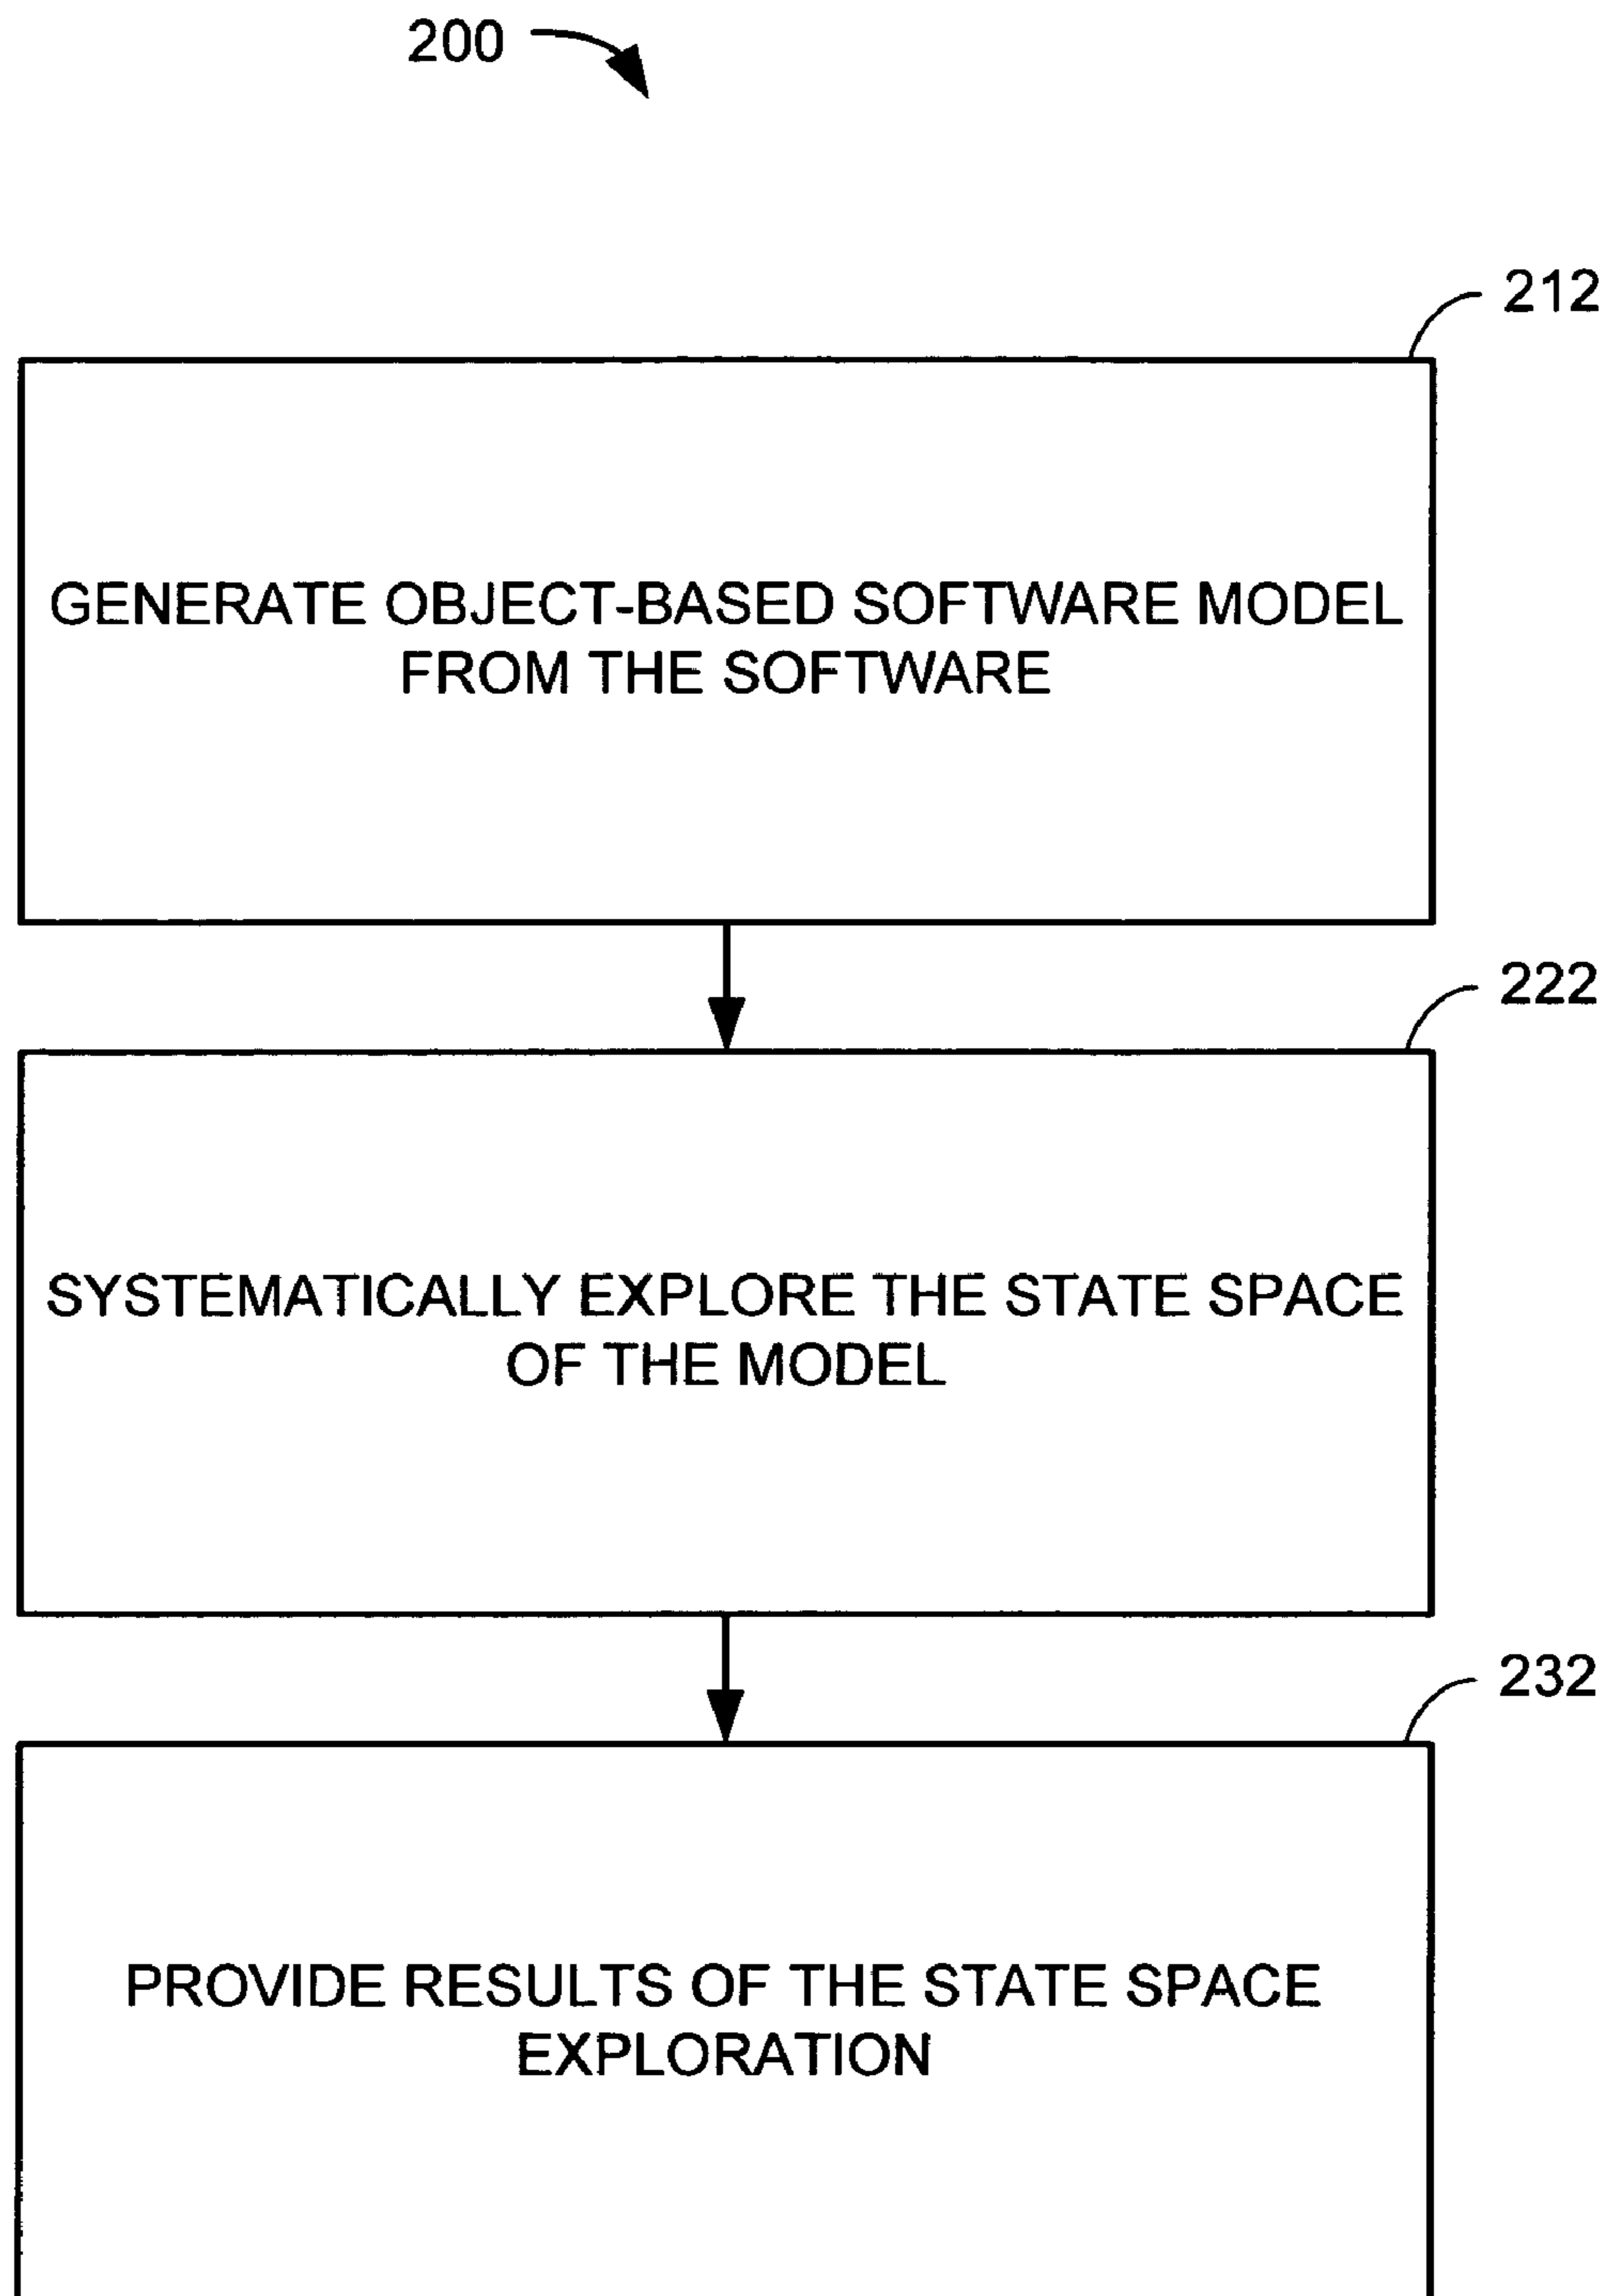 200
212
GENERATE OBJECT-BASED SOFTWARE MODEL
FROM THE SOFTWARE
222
SYSTEMATICALLY EXPLORE THE STATE SPACE
OF THE MODEL
232
PROVIDE RESULTS OF THE STATE SPACE
EXPLORATION